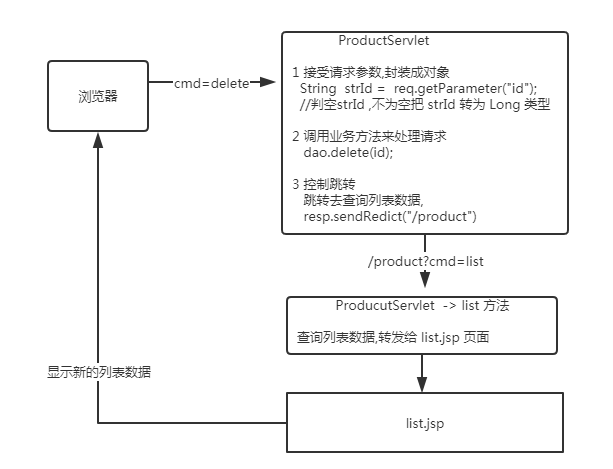 ProductServlet
1 接受请求参数,封装成对象
String strId = req.getParameter("id");
//判空strId ,不为空把 strId 转为 Long 类型
浏览器
cmd=delete
2 调用业务方法来处理请求
dao.delete(id);
3 控制跳转
跳转去查询列表数据,
resp.sendRedict("/product")
/product?cmd=list
ProducutServlet -> list 方法
查询列表数据,转发给 list.jsp 页面
显示新的列表数据
list.jsp